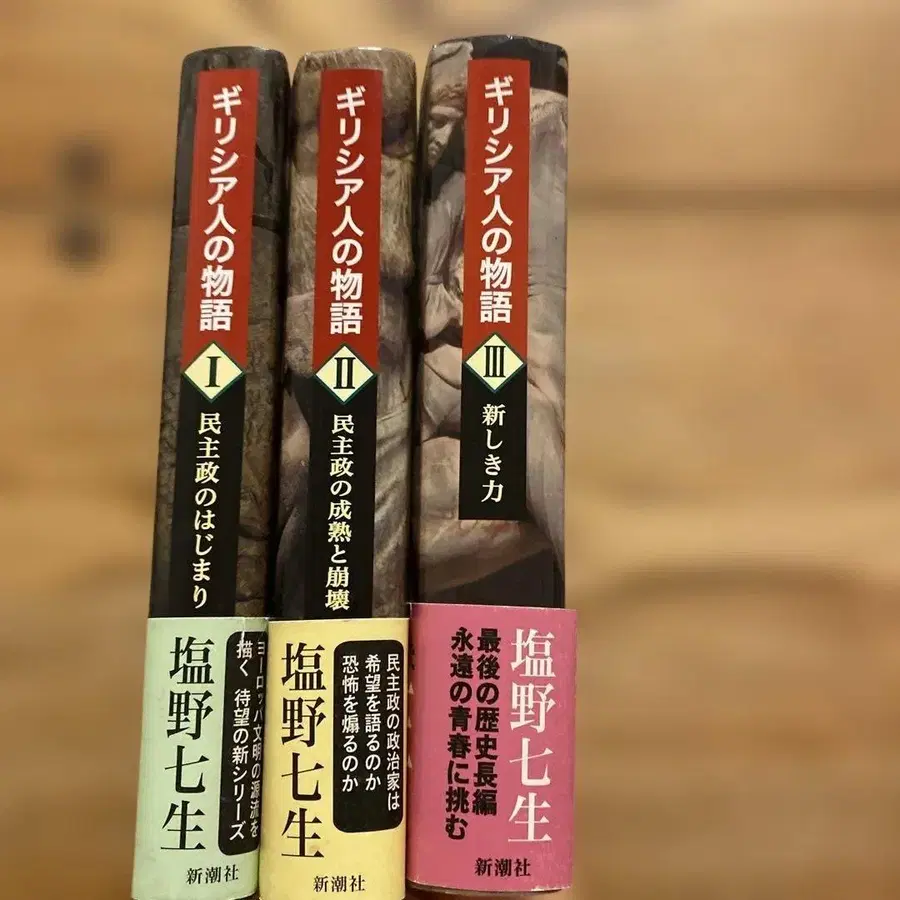 ギリシア人の物語
I
民主政のはじまり
塩野七生
ヨーロッパ文明の源流を
描く 待望の新シリーズ
新潮社
ギリシア人の物語
II
民主政の成熟と崩壊
塩野七生
民主政の政治家は
希望を語るのか
恐怖を煽るのか
新潮社
ギリシア人の物語
III
新しき力
塩野七生
最後の歴史長編
永遠の青春に挑む
新潮社